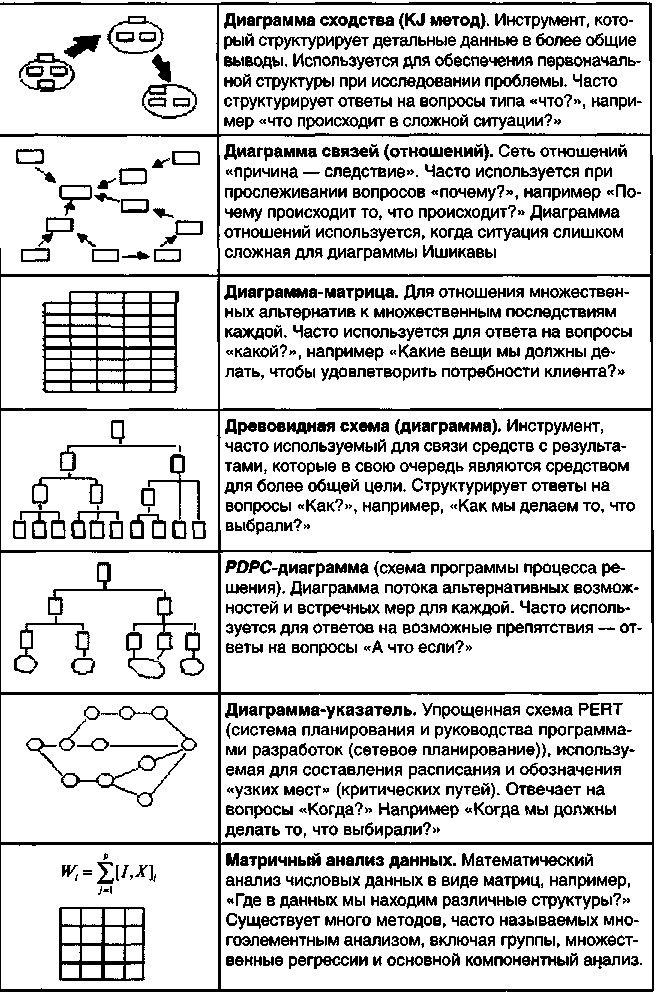 Диаграмма сходства (KJ метод). Инструмент, кото-
рый структурирует детальные данные в более общие
выводы. Используется для обеспечения первоначаль-
ной структуры при исследовании проблемы. Часто
структурирует ответы на вопросы типа «что?», напри-
мер «что происходит в сложной ситуации?»
Диаграмма связей (отношений). Сеть отношений
«причина — следствие». Часто используется при
прослеживании вопросов «почему?», например «По-
чему происходит то, что происходит?» Диаграмма
отношений используется, когда ситуация слишком
сложная для диаграммы Ишикавы
Диаграмма-матрица. Для отношения множествен-
ных альтернатив к множественным последствиям
каждой. Часто используется для ответа на вопросы
«какой?», например «Какие вещи мы должны де-
лать, чтобы удовлетворить потребности клиента?»
Древовидная схема (диаграмма). Инструмент,
часто используемый для связи средств с результа-
тами, которые в свою очередь являются средством
для более общей цели. Структурирует ответы на
вопросы «Как?», например, «Как мы делаем то, что
выбрали?»
PDPC-диаграмма (схема программы процесса ре-
шения). Диаграмма потока альтернативных возмож-
ностей и встречных мер для каждой. Часто исполь-
зуется для ответов на возможные препятствия — от-
веты на вопросы «А что если?»
Диаграмма-указатель. Упрощенная схема PERT
(система планирования и руководства программа-
ми разработок (сетевое планирование)), использу-
емая для составления расписания и обозначения
«узких мест» (критических путей). Отвечает на
вопросы «Когда?» Например «Когда мы должны
делать то, что выбирали?»
W_i = \sum_{j=1}^{p} [I, X]_i
Матричный анализ данных. Математический
анализ числовых данных в виде матриц, например,
«Где в данных мы находим различные структуры?»
Существует много методов, часто называемых мно-
гоэлементным анализом, включая группы, множест-
венные регрессии и основной компонентный анализ.